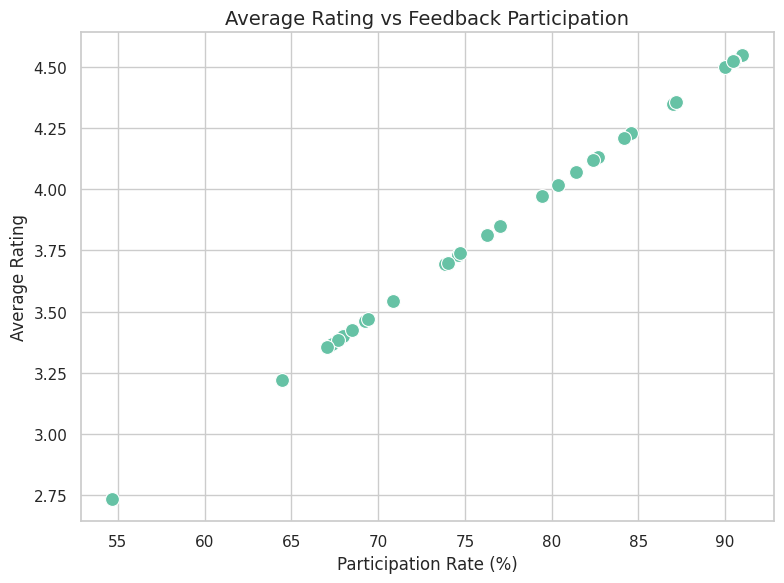 Average Rating vs Feedback Participation
4.50
4.25
4.00
3.75
3.50
3.25
3.00
2.75
Average Rating
55 60 65 70 75 80 85 90
Participation Rate (%)